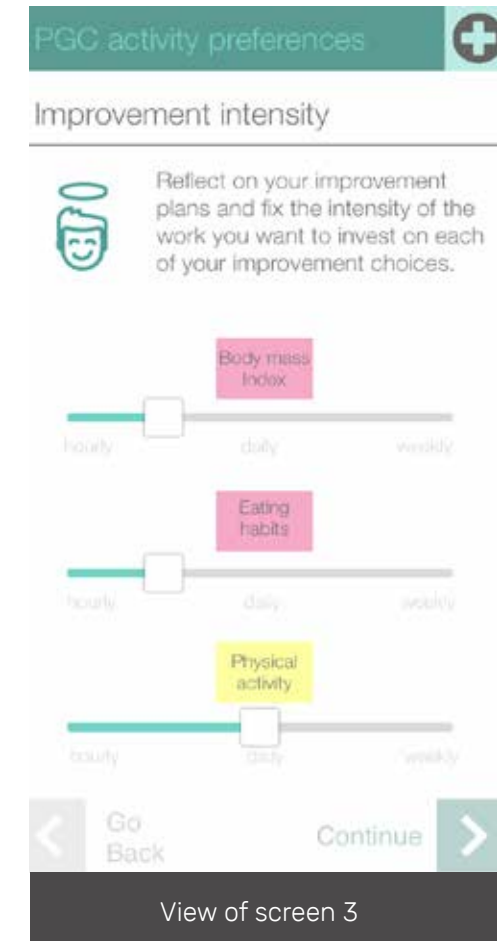 PGC activity preferences
Improvement intensity
Reflect on your improvement
plans and fix the intensity of the
work you want to invest on each
of your improvement choices.
Body mass
Index
hourly daily weekly
Eating
habits
hourly daily weekly
Physical
activity
hourly daily weekly
Go
Back
Continue
View of screen 3